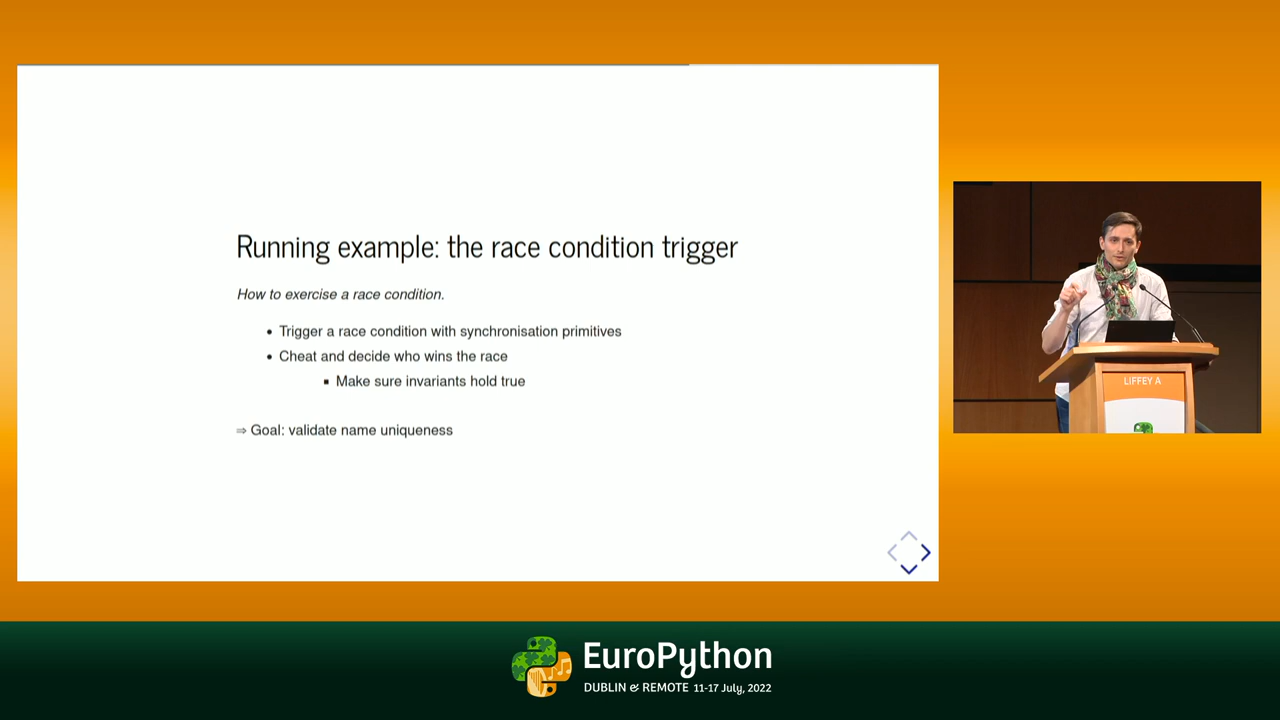 Running example: the race condition trigger
How to exercise a race condition.
• Trigger a race condition with synchronisation primitives
• Cheat and decide who wins the race
▪ Make sure invariants hold true
⇒ Goal: validate name uniqueness
LIFFEY A
EuroPython
DUBLIN & REMOTE 11-17 July, 2022